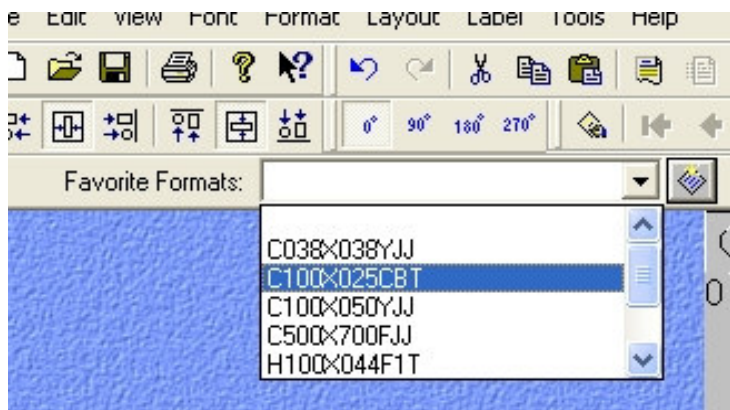 e Edit View Font Format Layout Label Tools Help
0° 90° 180° 270°
Favorite Formats:
C038X038YJJ
C100X025CBT
C100X050YJJ
C500X700FJJ
H100X044F1T
0